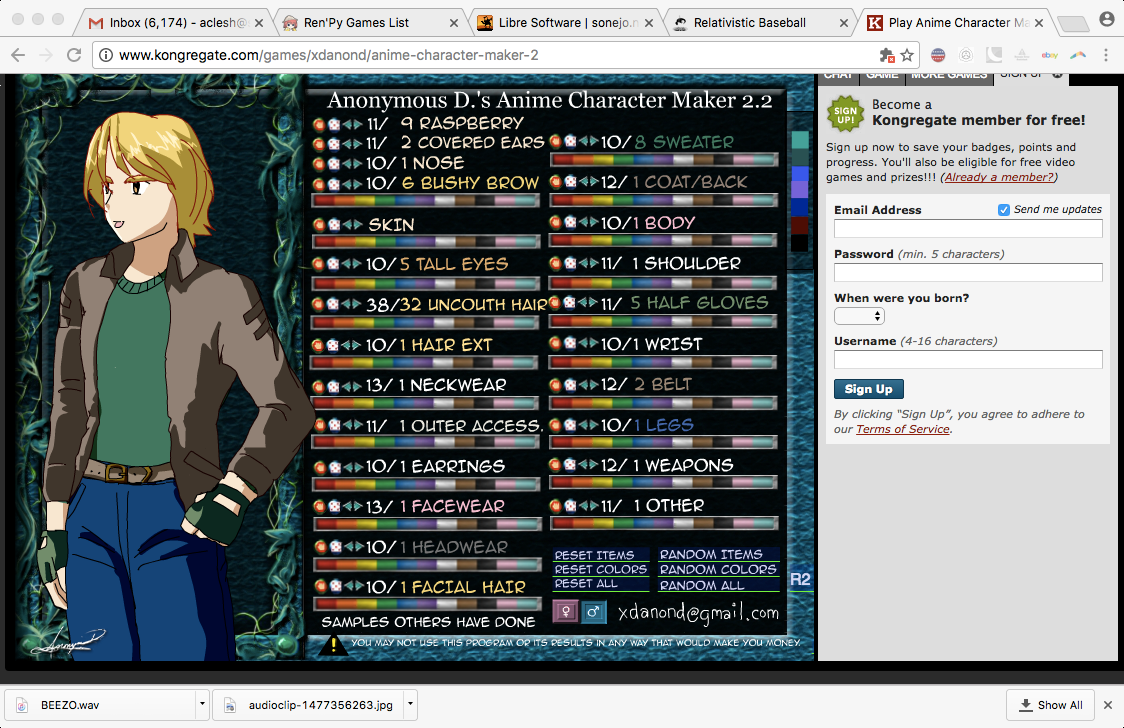 Inbox (6,174) - aclesh@
Ren'Py Games List
Libre Software | sonejo.n
Relativistic Baseball
Play Anime Character Ma
www.kongregate.com/games/xdanond/anime-character-maker-2
ebay
CHAT
GAME
MORE GAMES
SIGN UP
Anonymous D.'s Anime Character Maker 2.2
11/ 9 RASPBERRY
11/ 2 COVERED EARS
10/ 1 NOSE
10/ 6 BUSHY BROW
SKIN
10/ 5 TALL EYES
38/32 UNCOUTH HAIR
10/ 1 HAIR EXT
13/ 1 NECKWEAR
11/ 1 OUTER ACCESS.
10/ 1 EARRINGS
13/ 1 FACEWEAR
10/ 1 HEADWEAR
10/ 1 FACIAL HAIR
SAMPLES OTHERS HAVE DONE
10/ 8 SWEATER
12/ 1 COAT/BACK
10/ 1 BODY
11/ 1 SHOULDER
11/ 5 HALF GLOVES
10/ 1 WRIST
12/ 2 BELT
10/ 1 LEGS
12/ 1 WEAPONS
11/ 1 OTHER
RESET ITEMS
RESET COLORS
RESET ALL
RANDOM ITEMS
RANDOM COLORS
RANDOM ALL
R2
xdanond@gmail.com
YOU MAY NOT USE THIS PROGRAM OR ITS RESULTS IN ANY WAY THAT WOULD MAKE YOU MONEY.
SIGN UP!
Become a
Kongregate member for free!
Sign up now to save your badges, points and
progress. You'll also be eligible for free video
games and prizes!!! (Already a member?)
Email Address
Send me updates
Password (min. 5 characters)
When were you born?
Username (4-16 characters)
Sign Up
By clicking “Sign Up”, you agree to adhere to
our Terms of Service.
BEEZO.wav
audioclip-1477356263.jpg
Show All